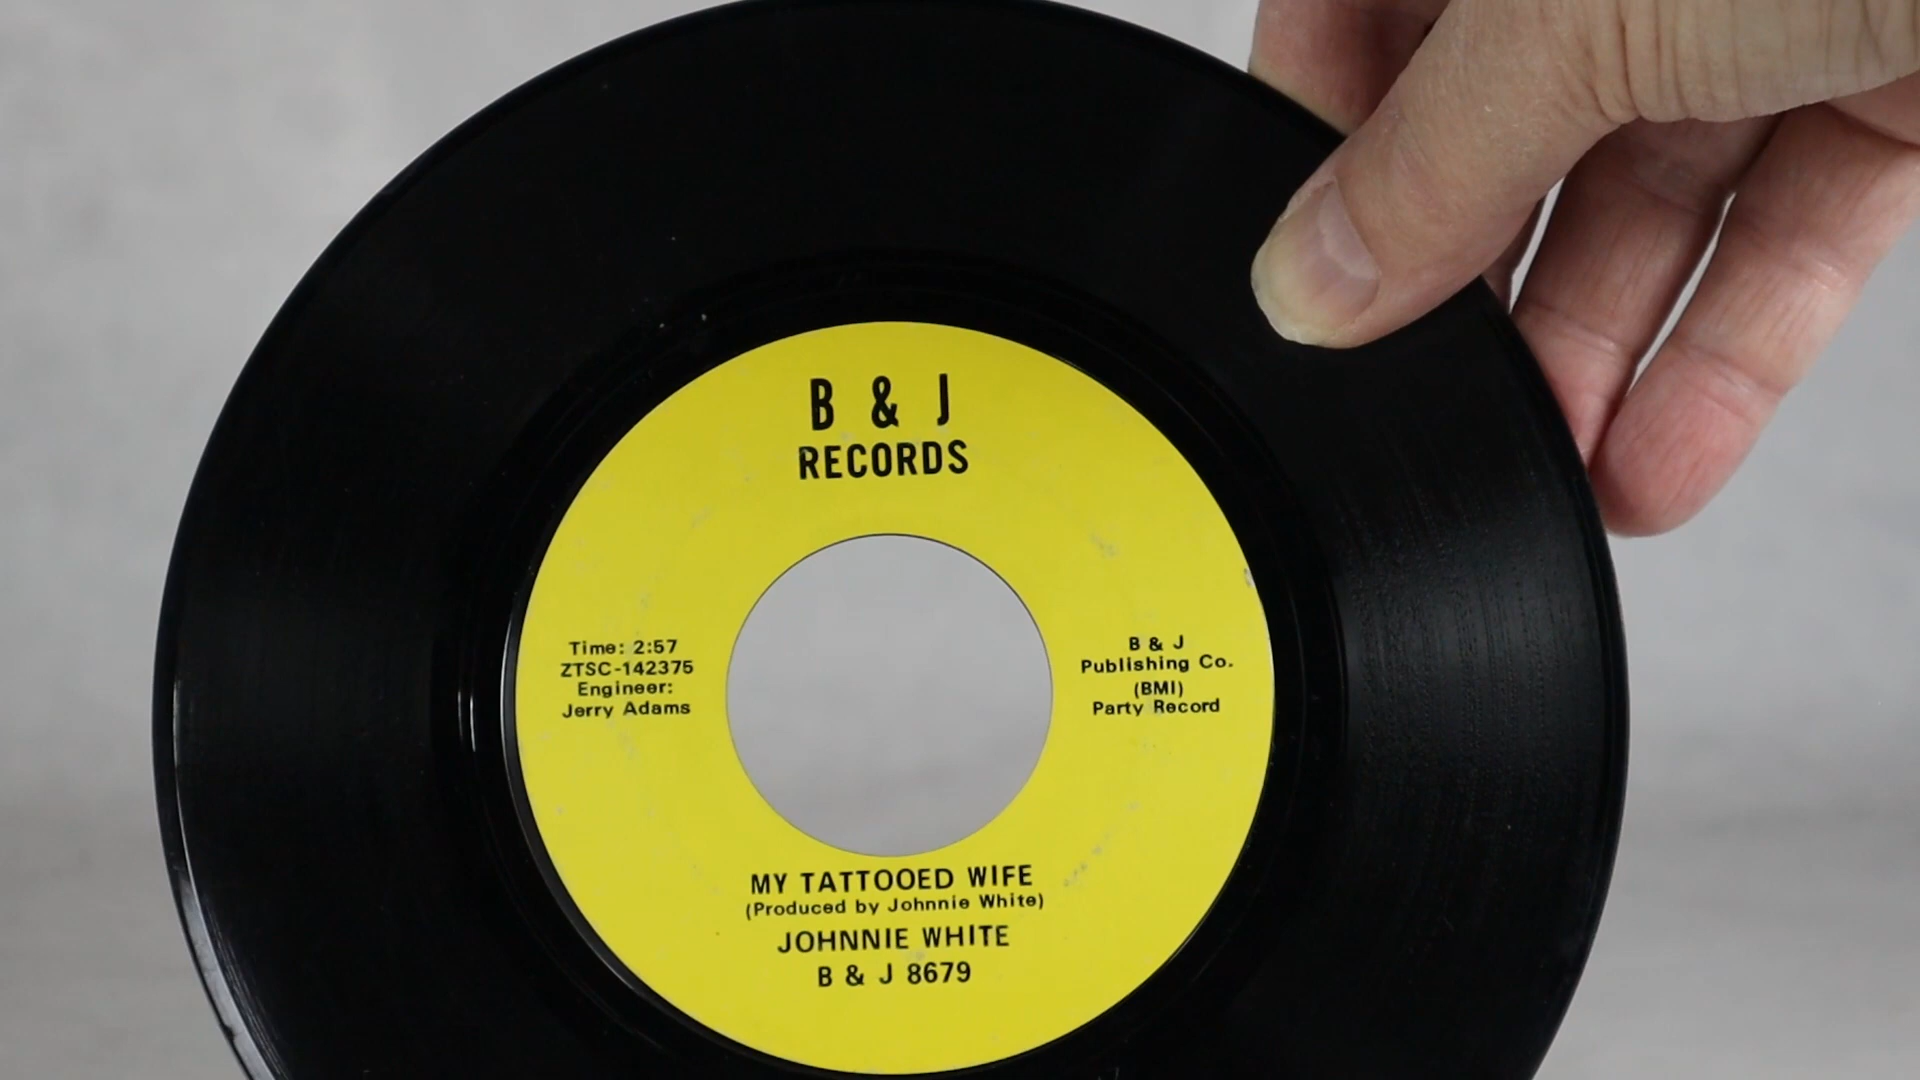 B & J
RECORDS
Time: 2:57
ZTSC-142375
Engineer:
Jerry Adams
B & J
Publishing Co.
(BMI)
Party Record
MY TATTOOED WIFE
(Produced by Johnnie White)
JOHNNIE WHITE
B & J 8679